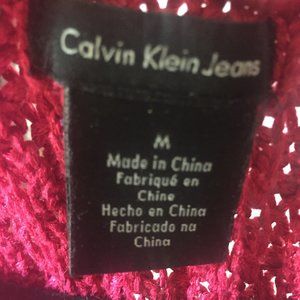 Calvin Klein Jeans
M
Made in China
Fabriqué en
Chine
Hecho en China
Fabricado na
China